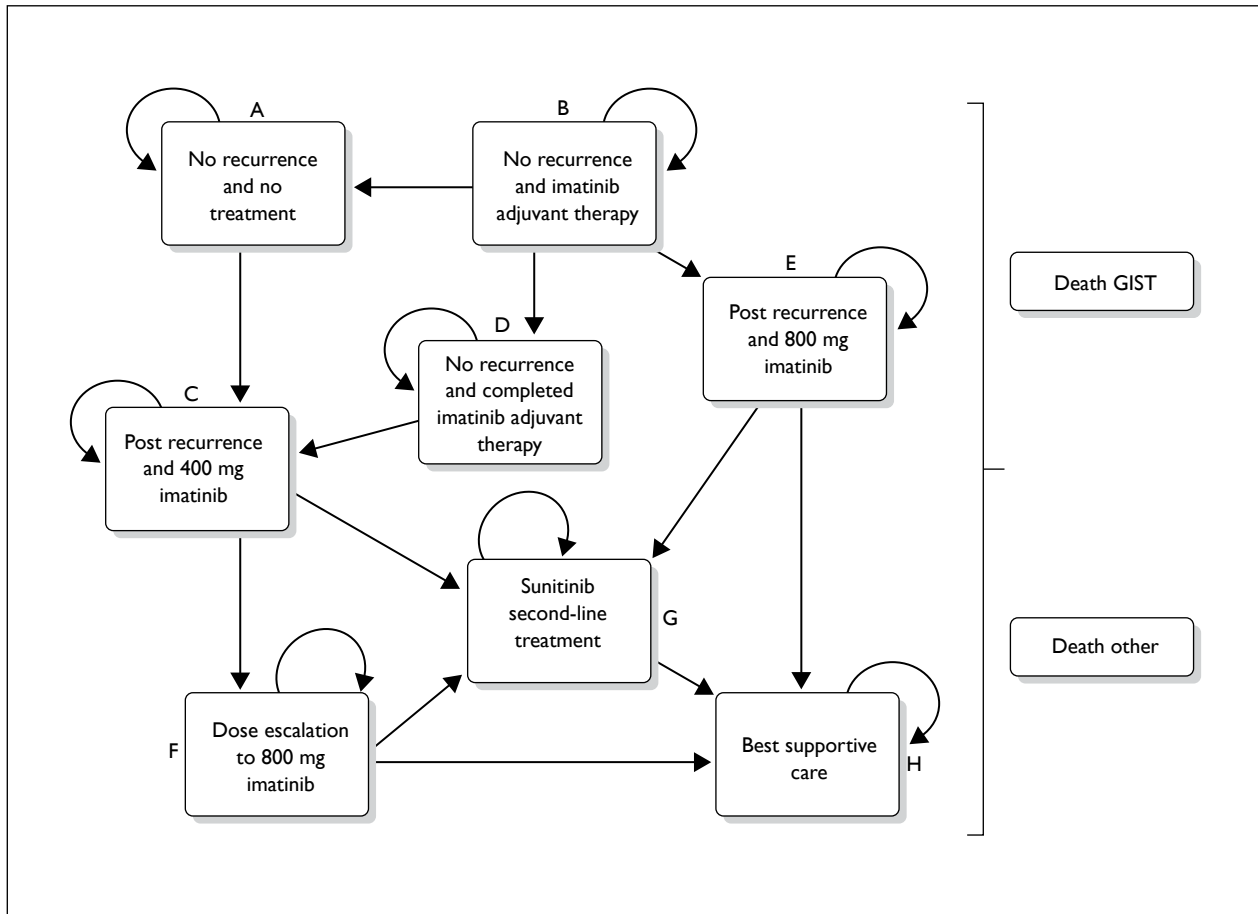 A
No recurrence
and no
treatment
B
No recurrence
and imatinib
adjuvant therapy
E
Post recurrence
and 800 mg
imatinib
Death GIST
D
No recurrence
and completed
imatinib adjuvant
therapy
C
Post recurrence
and 400 mg
imatinib
Sunitinib
second-line
treatment
G
Death other
F
Dose escalation
to 800 mg
imatinib
Best supportive
care
H